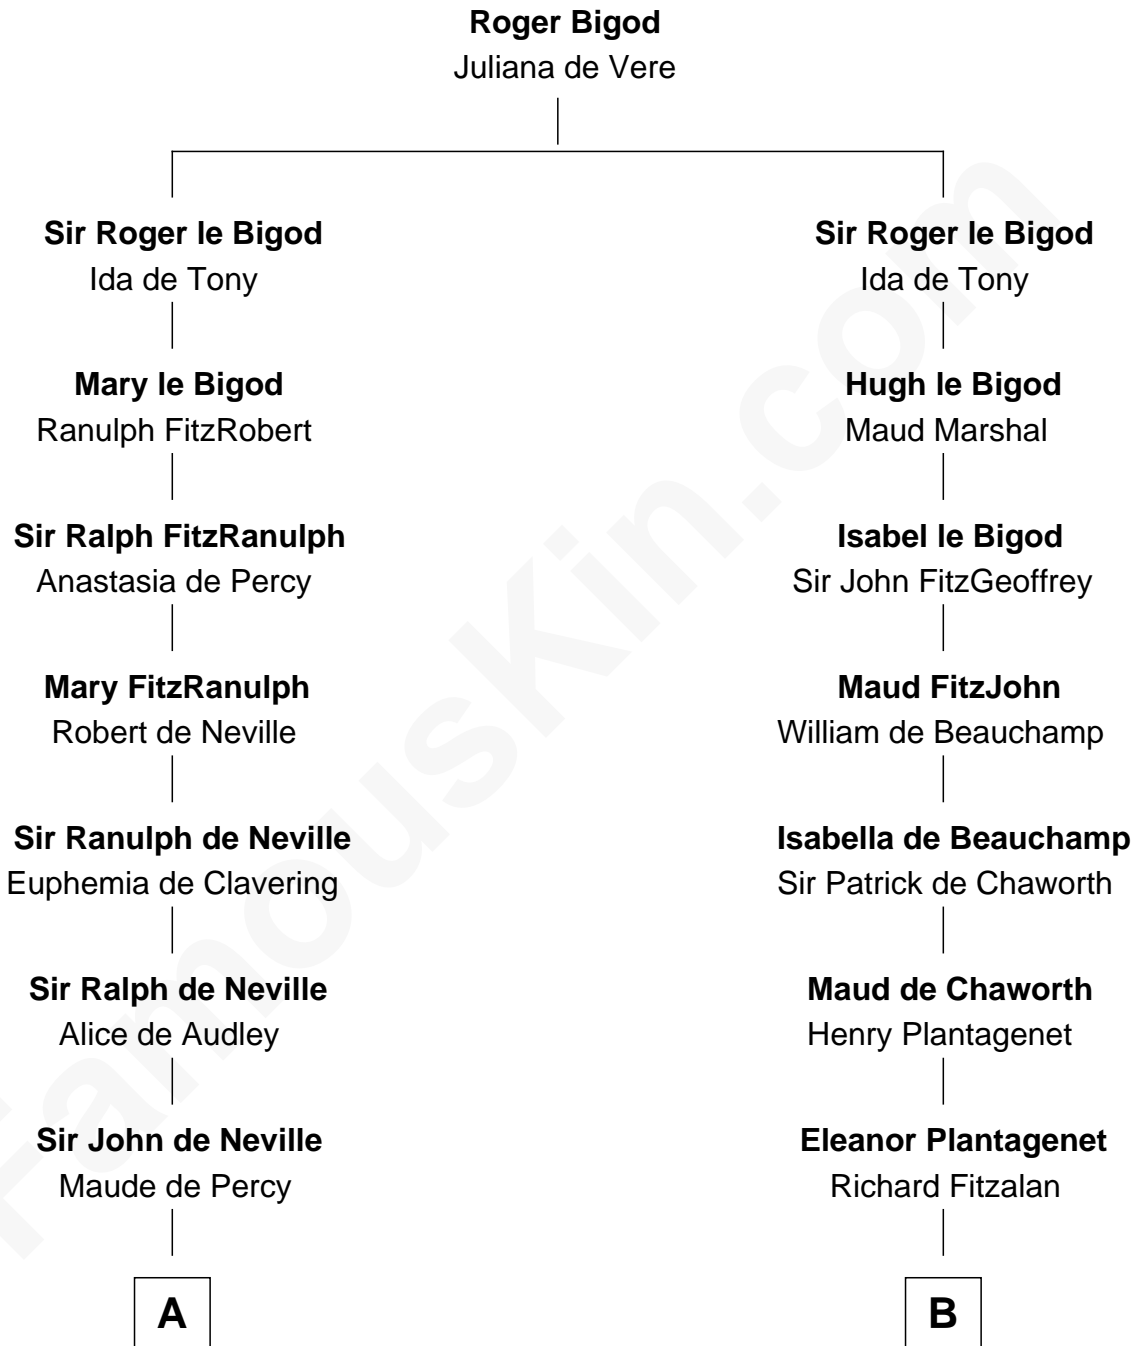 Roger Bigod
Juliana de Vere
Sir Roger le Bigod
Ida de Tony
Sir Roger le Bigod
Ida de Tony
Mary le Bigod
Ranulph FitzRobert
Hugh le Bigod
Maud Marshal
Sir Ralph FitzRanulph
Anastasia de Percy
Isabel le Bigod
Sir John FitzGeoffrey
Mary FitzRanulph
Robert de Neville
Maud FitzJohn
William de Beauchamp
Sir Ranulph de Neville
Euphemia de Clavering
Isabella de Beauchamp
Sir Patrick de Chaworth
Sir Ralph de Neville
Alice de Audley
Maud de Chaworth
Henry Plantagenet
Sir John de Neville
Maude de Percy
Eleanor Plantagenet
Richard Fitzalan
A
B
FamousKin.com